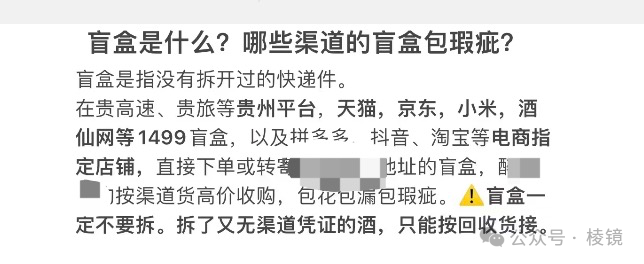 盲盒是什么？哪些渠道的盲盒包瑕疵？
盲盒是指没有拆开过的快递件。
在贵高速、贵旅等贵州平台，天猫，京东，小米，酒
仙网等1499盲盒，以及拼多多、抖音、淘宝等电商指
定店铺，直接下单或转寄 地址的盲盒，
按渠道货高价收购，包花包漏包瑕疵。⚠️盲盒一
定不要拆。拆了又无渠道凭证的酒，只能按回收货接。
公众号·棱镜